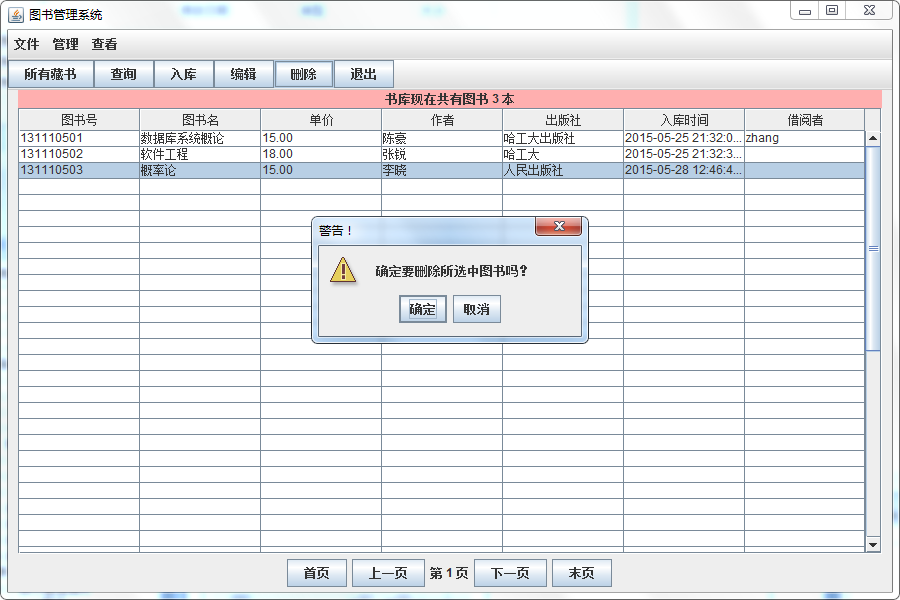 图书管理系统
文件 管理 查看
所有藏书 查询 入库 编辑 删除 退出
书库现在共有图书 3 本
图书号 图书名 单价 作者 出版社 入库时间 借阅者
131110501 数据库系统概论 15.00 陈豪 哈工大出版社 2015-05-25 21:32:0... zhang
131110502 软件工程 18.00 张锐 哈工大 2015-05-25 21:32:3...
131110503 概率论 15.00 李晓 人民出版社 2015-05-28 12:46:4...
警告！
确定要删除所选中图书吗?
确定 取消
首页 上一页 第 1 页 下一页 末页